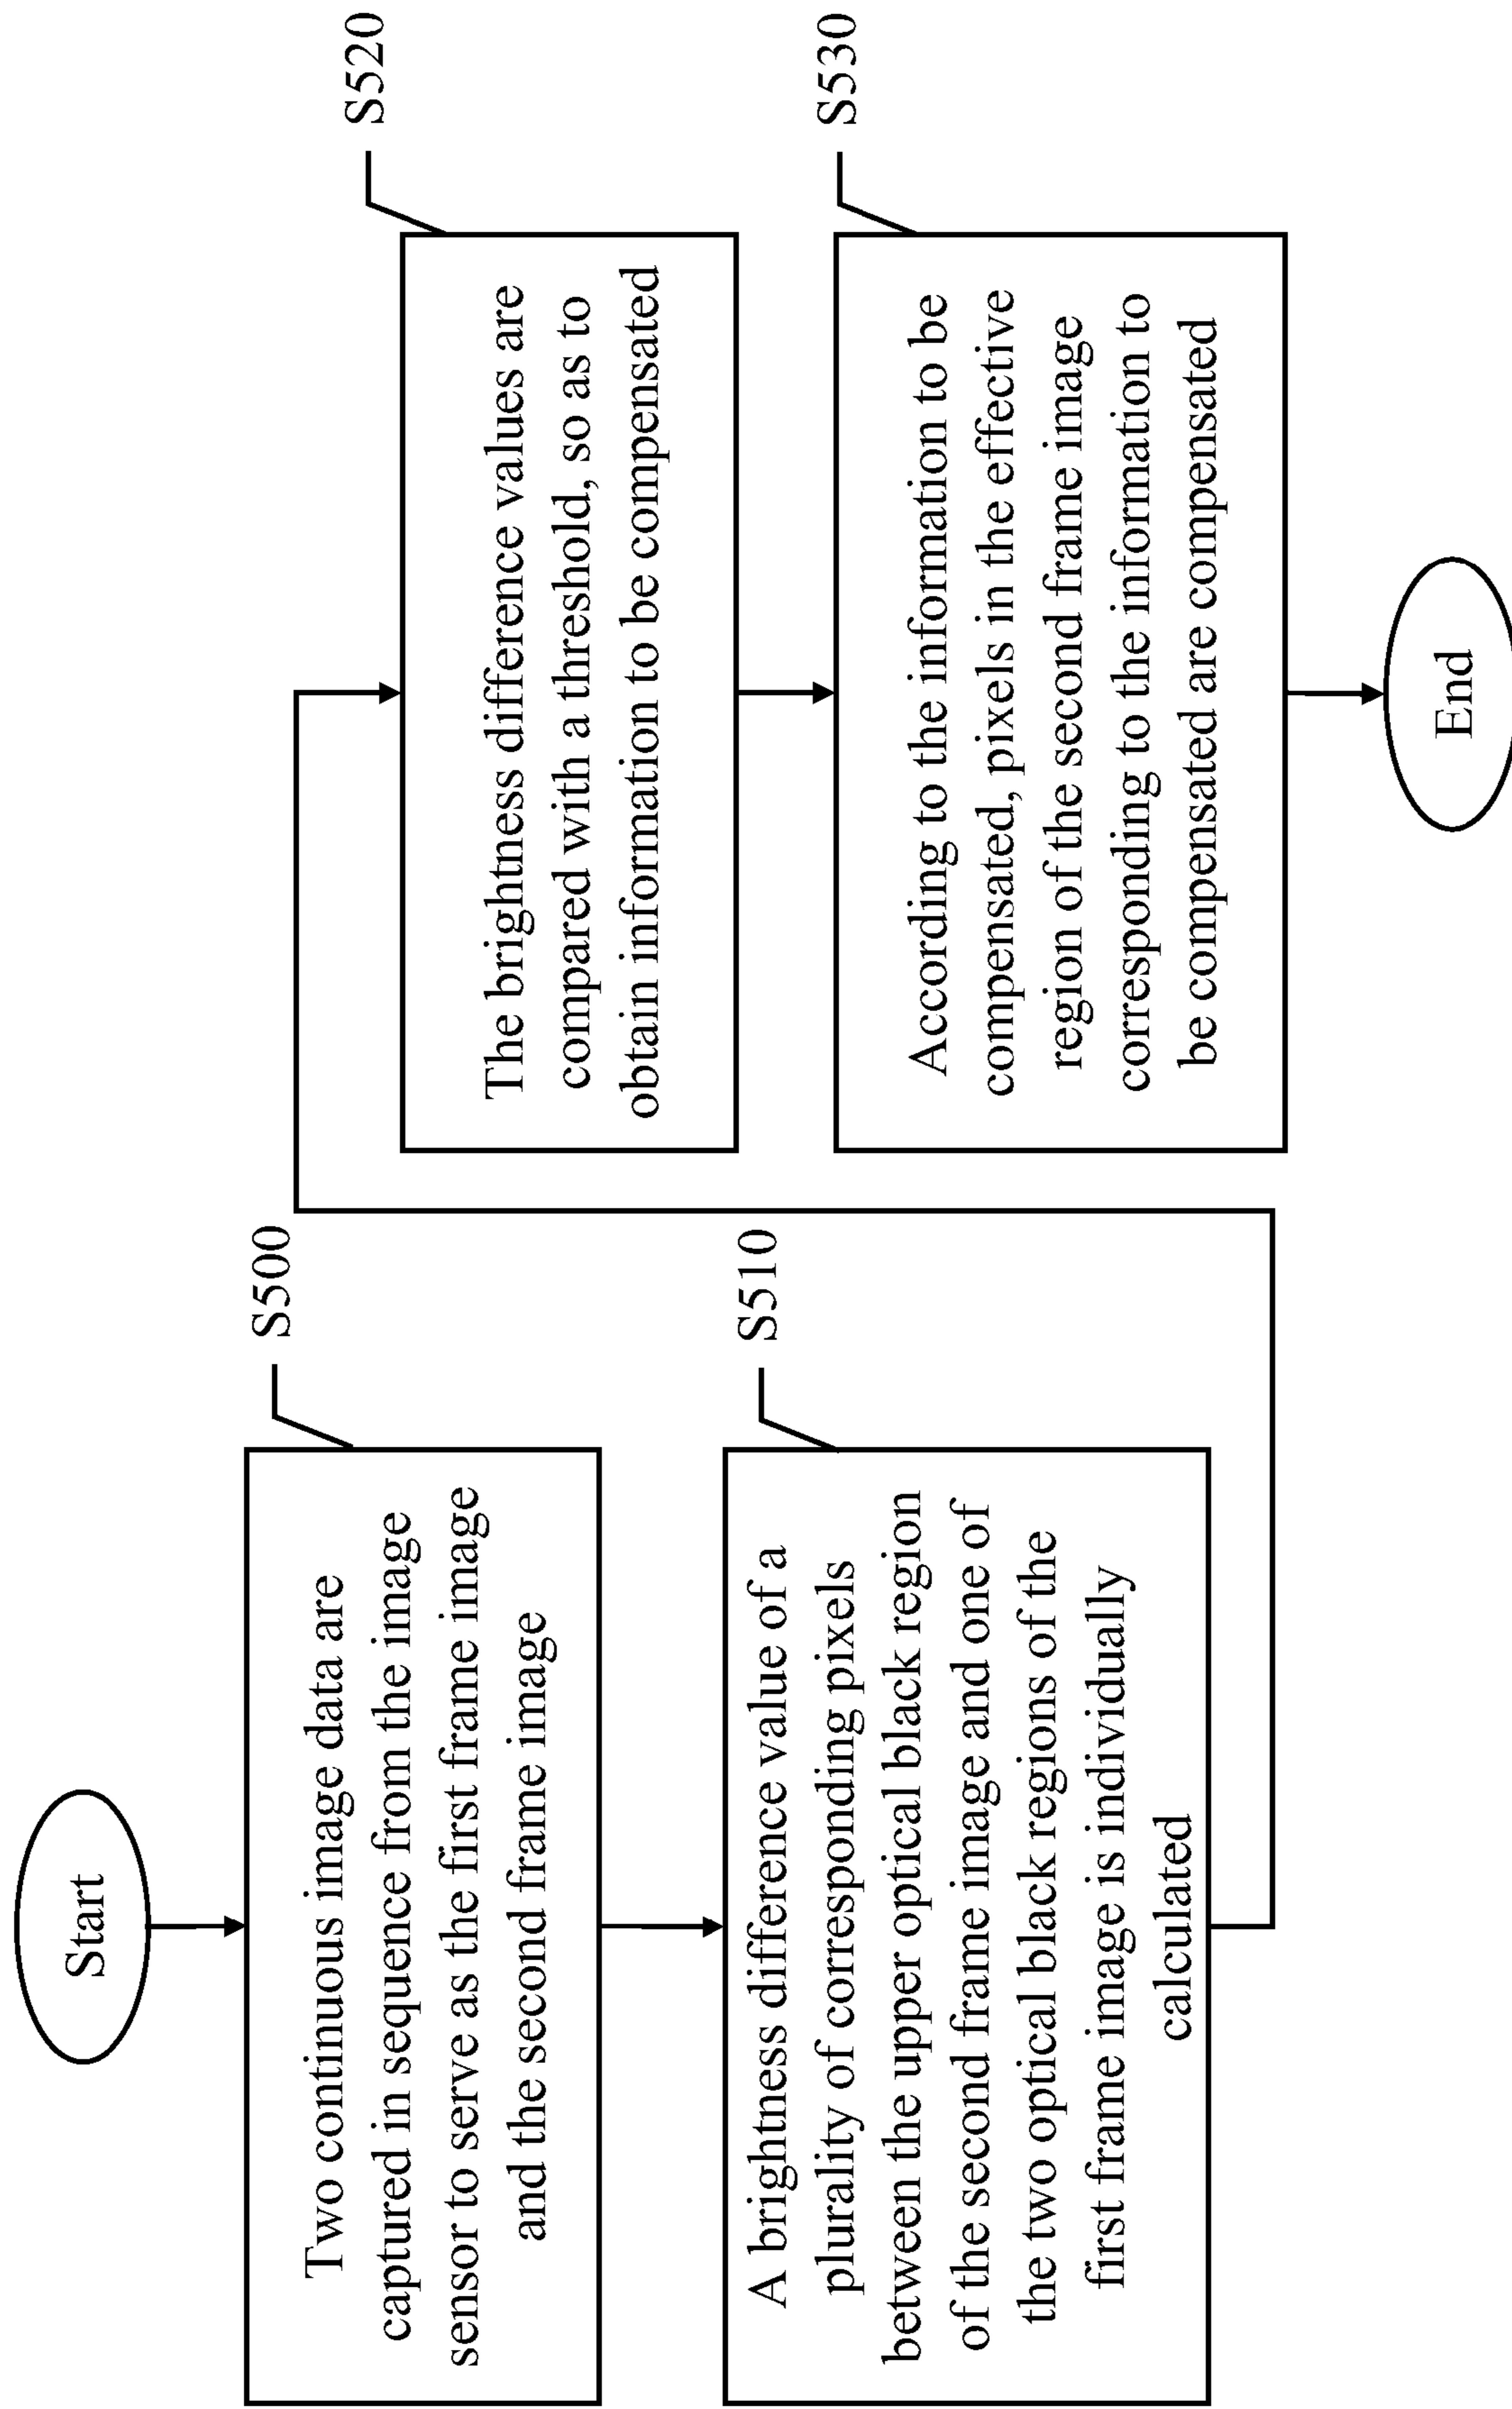 Start
S500
Two continuous image data are
captured in sequence from the image
sensor to serve as the first frame image
and the second frame image
S510
A brightness difference value of a
plurality of corresponding pixels
between the upper optical black region
of the second frame image and one of
the two optical black regions of the
first frame image is individually
calculated
S520
The brightness difference values are
compared with a threshold, so as to
obtain information to be compensated
S530
According to the information to be
compensated, pixels in the effective
region of the second frame image
corresponding to the information to
be compensated are compensated
End